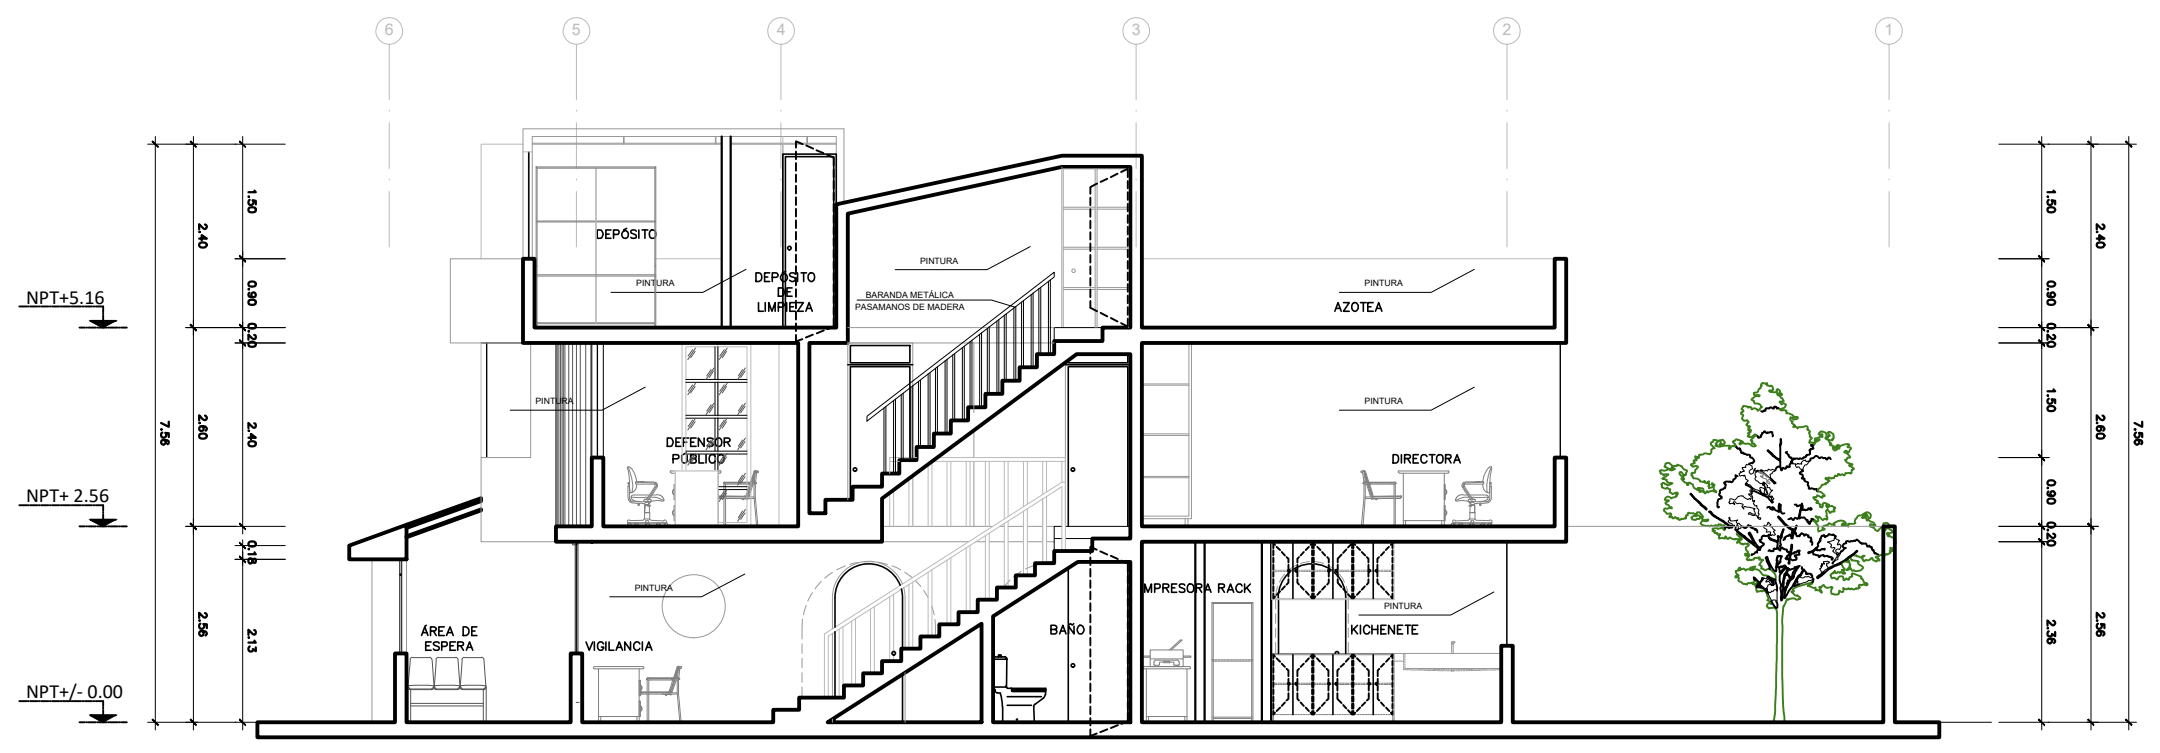 6
5
4
3
2
1
DEPÓSITO
PINTURA
DEPÓSITO
DE
LIMPIEZA
PINTURA
BARANDA METÁLICA
PASAMANOS DE MADERA
PINTURA
AZOTEA
NPT+5.16
1.50
2.40
0.90
0.20
PINTURA
DEFENSOR
PÚBLICO
PINTURA
DIRECTORA
NPT+ 2.56
7.56
2.60
2.40
0.18
PINTURA
ÁREA DE
ESPERA
VIGILANCIA
BAÑO
MPRESORA RACK
PINTURA
KICHENETE
NPT+/- 0.00
2.56
2.13
1.50
2.40
0.90
0.20
1.50
2.60
7.56
0.90
0.20
2.36
2.56